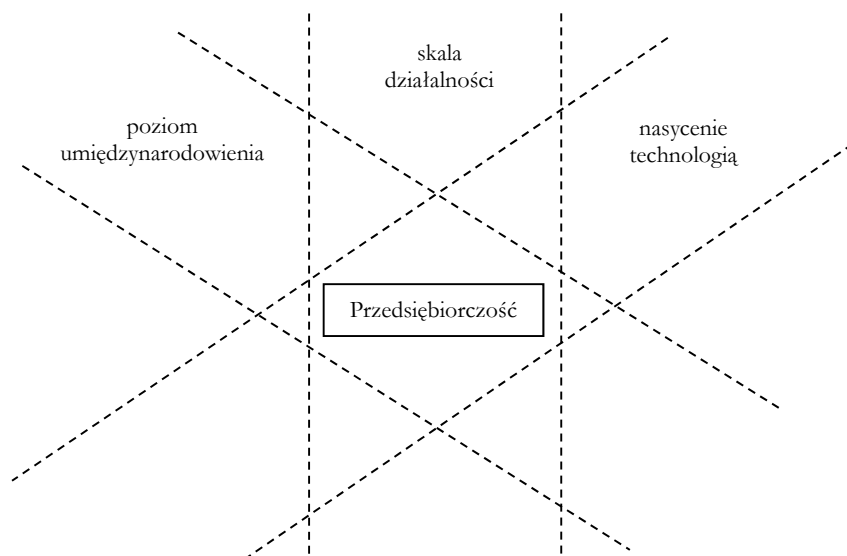 skala
działalności
poziom
umiędzynarodowienia
nasycenie
technologią
Przedsiębiorczość